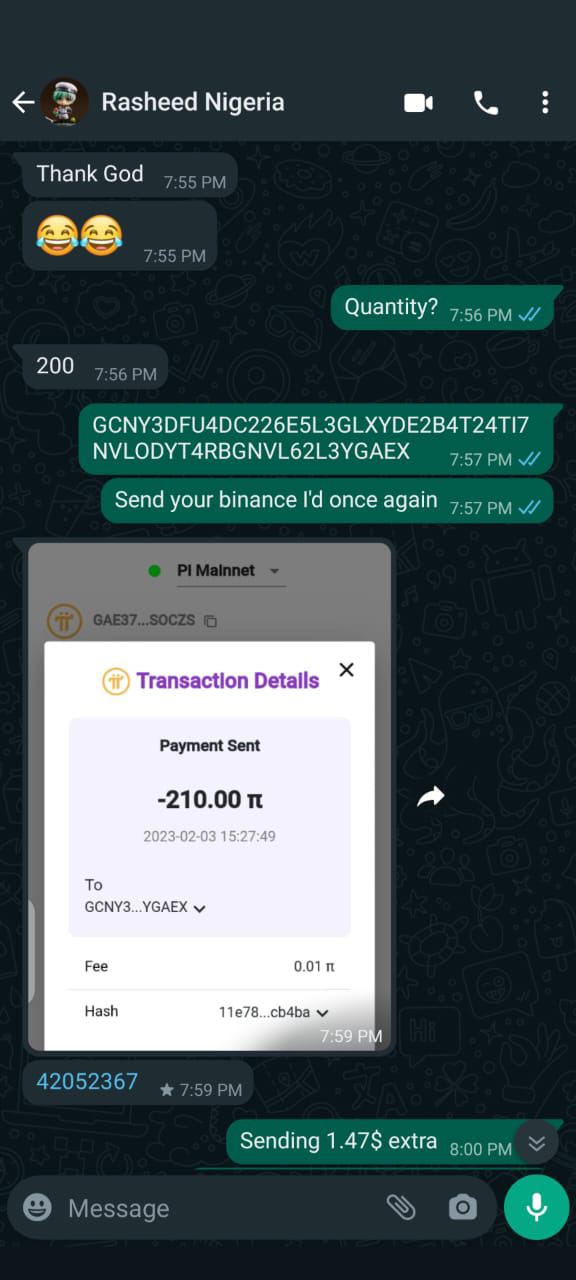 Rasheed Nigeria
Thank God 7:55 PM
😂😂 7:55 PM
Quantity? 7:56 PM
200 7:56 PM
GCNY3DFU4DC226E5L3GLXYDE2B4T24TI7
NVLODYT4RBGNVL62L3YGAEX 7:57 PM
Send your binance I'd once again 7:57 PM
Pi Mainnet
GAE37...SOCZS
Transaction Details
Payment Sent
-210.00 π
2023-02-03 15:27:49
To
GCNY3...YGAEX
Fee 0.01 π
Hash 11e78...cb4ba
7:59 PM
42052367 ★ 7:59 PM
Sending 1.47$ extra 8:00 PM
Message